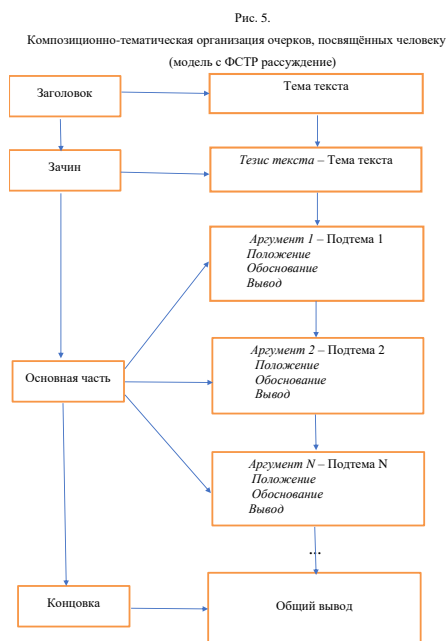 Рис. 5.
Композиционно-тематическая организация очерков, посвящённых человеку
(модель с ФСТР рассуждение)
Заголовок
Тема текста
Зачин
Тезис текста – Тема текста
Аргумент 1 – Подтема 1
Положение
Обоснование
Вывод
Основная часть
Аргумент 2 – Подтема 2
Положение
Обоснование
Вывод
Аргумент N – Подтема N
Положение
Обоснование
Вывод
...
Концовка
Общий вывод